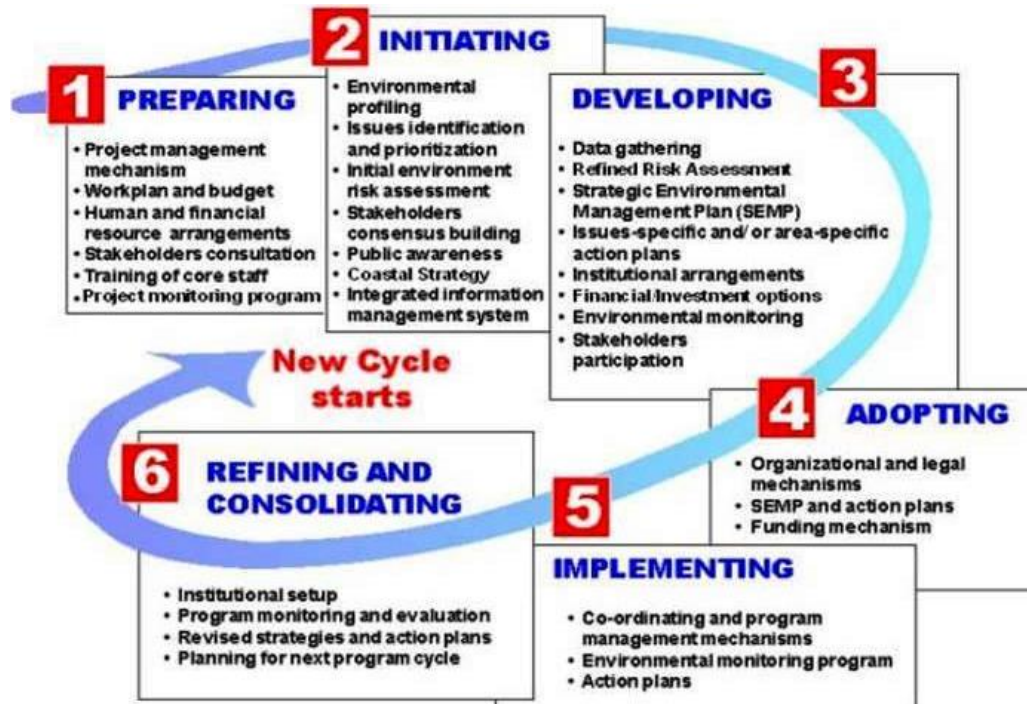 1 PREPARING
• Project management
mechanism
• Workplan and budget
• Human and financial
resource arrangements
• Stakeholders consultation
• Training of core staff
• Project monitoring program
2 INITIATING
• Environmental
profiling
• Issues identification
and prioritization
• Initial environment
risk assessment
• Stakeholders
consensus building
• Public awareness
• Coastal Strategy
• Integrated information
management system
3
DEVELOPING
• Data gathering
• Refined Risk Assessment
• Strategic Environmental
Management Plan (SEMP)
• Issues-specific and/ or area-specific
action plans
• Institutional arrangements
• Financial/Investment options
• Environmental monitoring
• Stakeholders
participation
4 ADOPTING
• Organizational and legal
mechanisms
• SEMP and action plans
• Funding mechanism
5
IMPLEMENTING
• Co-ordinating and program
management mechanisms
• Environmental monitoring program
• Action plans
6 REFINING AND
CONSOLIDATING
• Institutional setup
• Program monitoring and evaluation
• Revised strategies and action plans
• Planning for next program cycle
New Cycle
starts